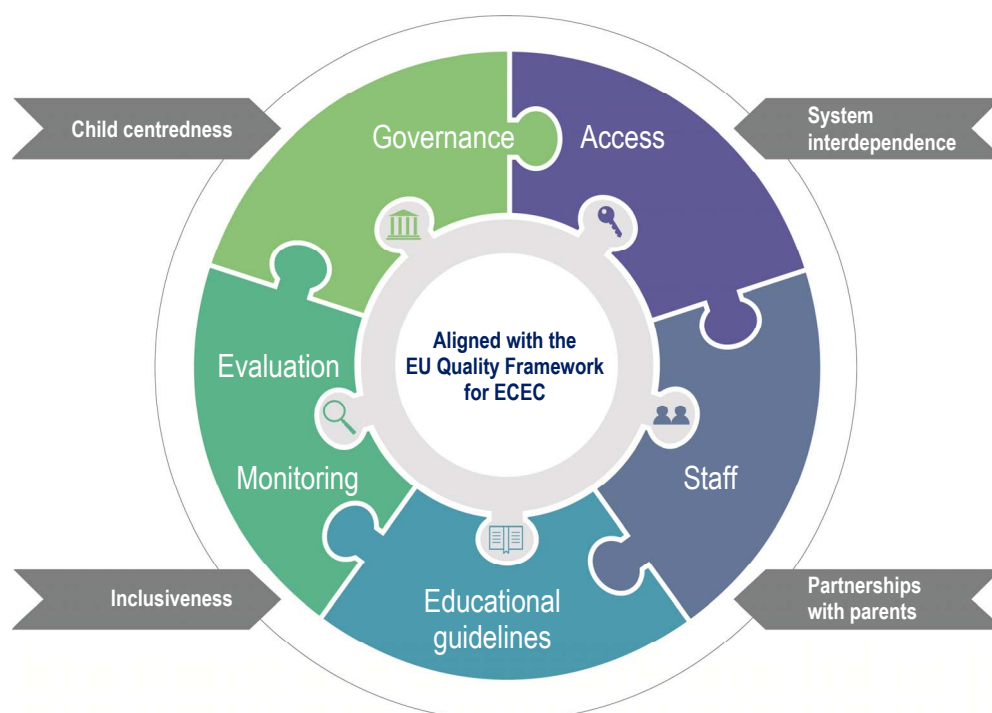 Child centredness
Governance
Access
System
interdependence
Aligned with the
EU Quality Framework
for ECEC
Evaluation
Monitoring
Staff
Educational
guidelines
Inclusiveness
Partnerships
with parents